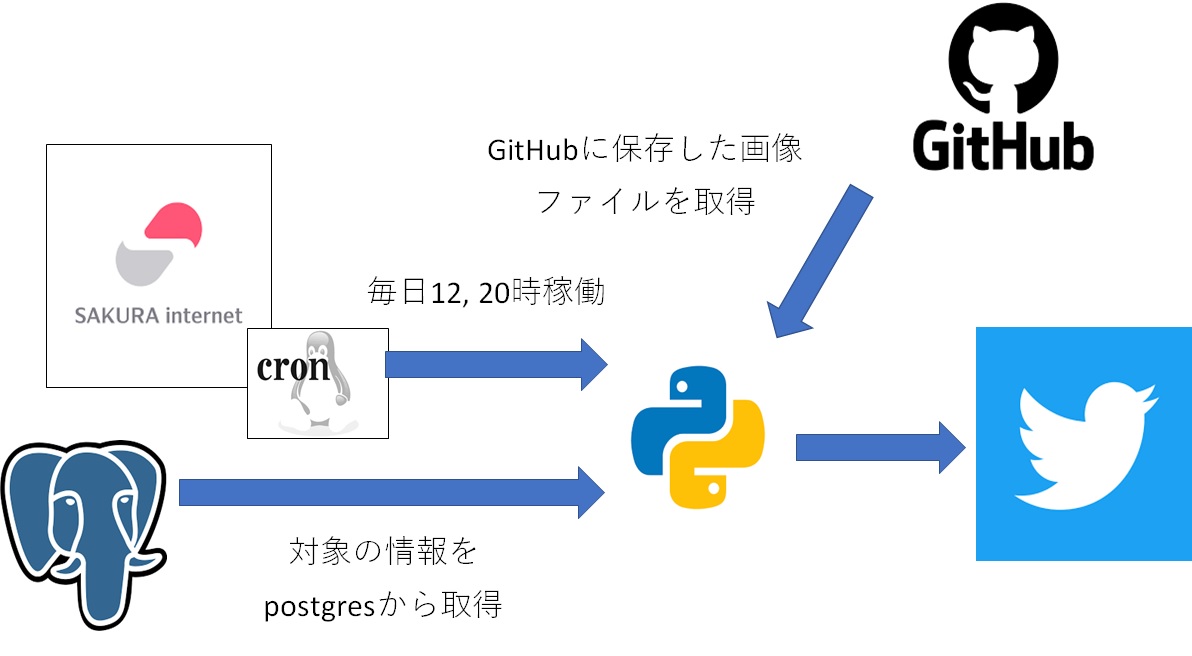 GitHub
GitHubに保存した画像
ファイルを取得
SAKURA internet
毎日12, 20時稼働
cron
対象の情報を
postgresから取得